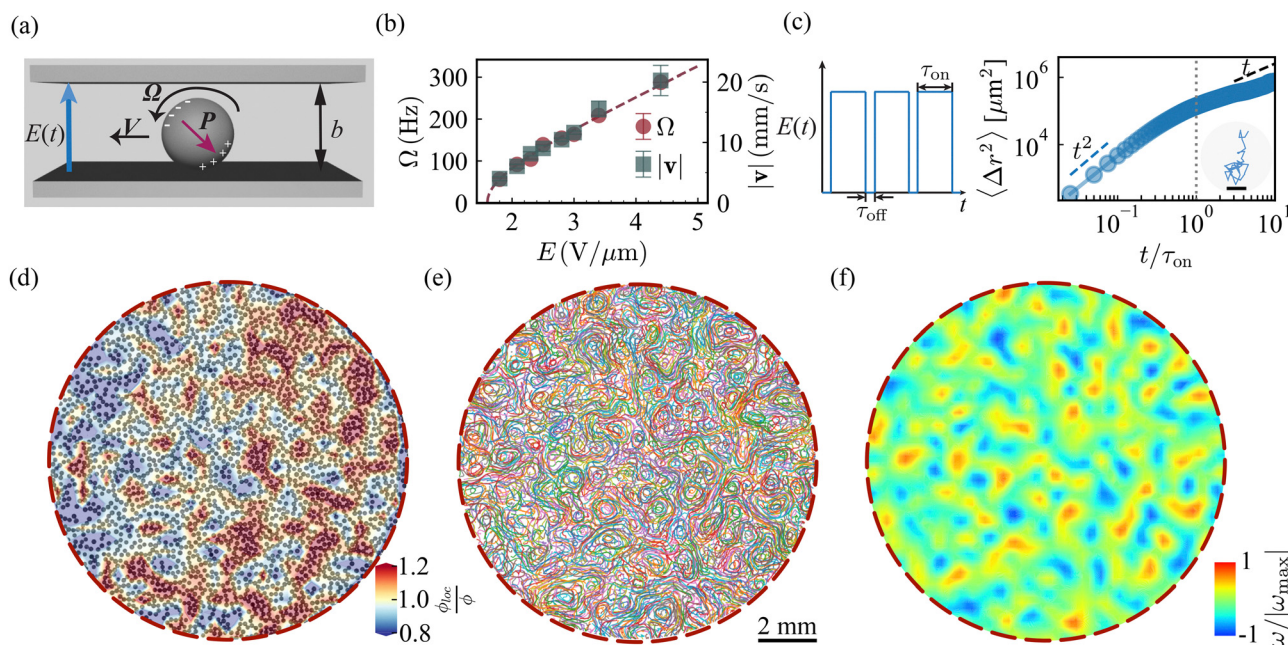 (a)
Ω
V
P
E(t)
b
(b)
Ω (Hz)
300
200
100
0
2
3
4
5
E (V/μm)
Ω
|v|
20
10
0
|v| (mm/s)
(c)
E(t)
τon
τoff
t
⟨Δr²⟩ [μm²]
10⁶
10⁴
t²
t
10⁻¹
10⁰
10¹
t/τon
(d)
1.2
1.0
0.8
ϕloc/ϕ
(e)
2 mm
(f)
1
-1
ω/|ωmax|